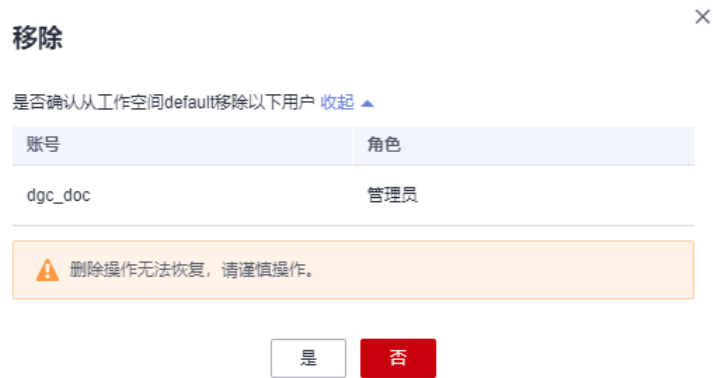 移除
是否确认从工作空间default移除以下用户 收起
账号 角色
dgc_doc 管理员
删除操作无法恢复，请谨慎操作。
是 否